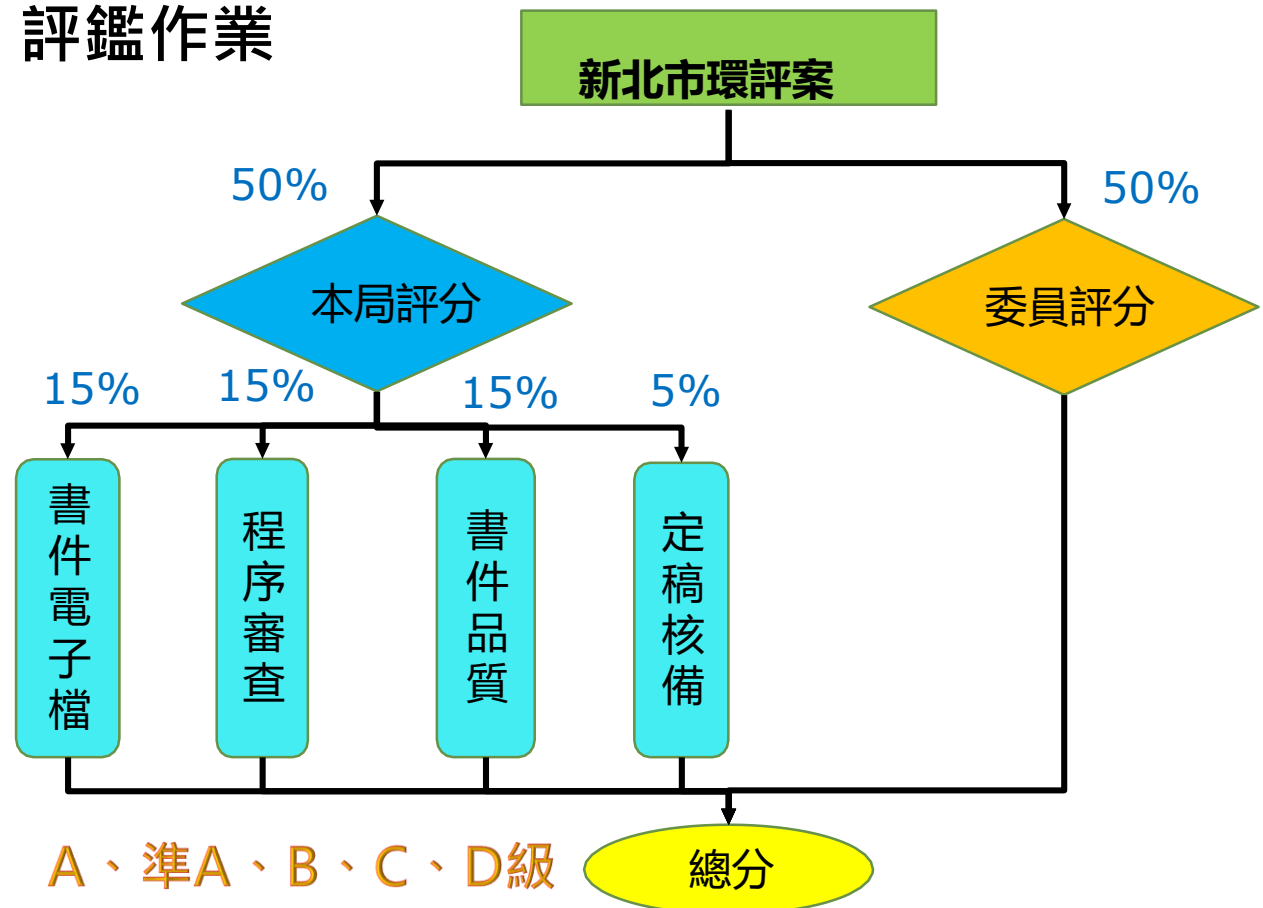 評鑑作業
新北市環評案
50%
50%
本局評分
委員評分
15%
15%
15%
5%
書件電子檔
程序審查
書件品質
定稿核備
A、準A、B、C、D級
總分